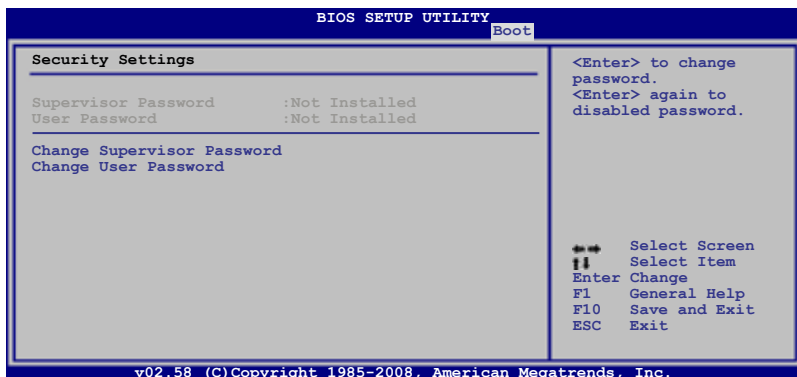 BIOS SETUP UTILITY
Boot
Security Settings
Supervisor Password :Not Installed
User Password :Not Installed
Change Supervisor Password
Change User Password
<Enter> to change
password.
<Enter> again to
disabled password.
←→ Select Screen
↑↓ Select Item
Enter Change
F1 General Help
F10 Save and Exit
ESC Exit
v02.58 (C)Copyright 1985-2008, American Megatrends, Inc.